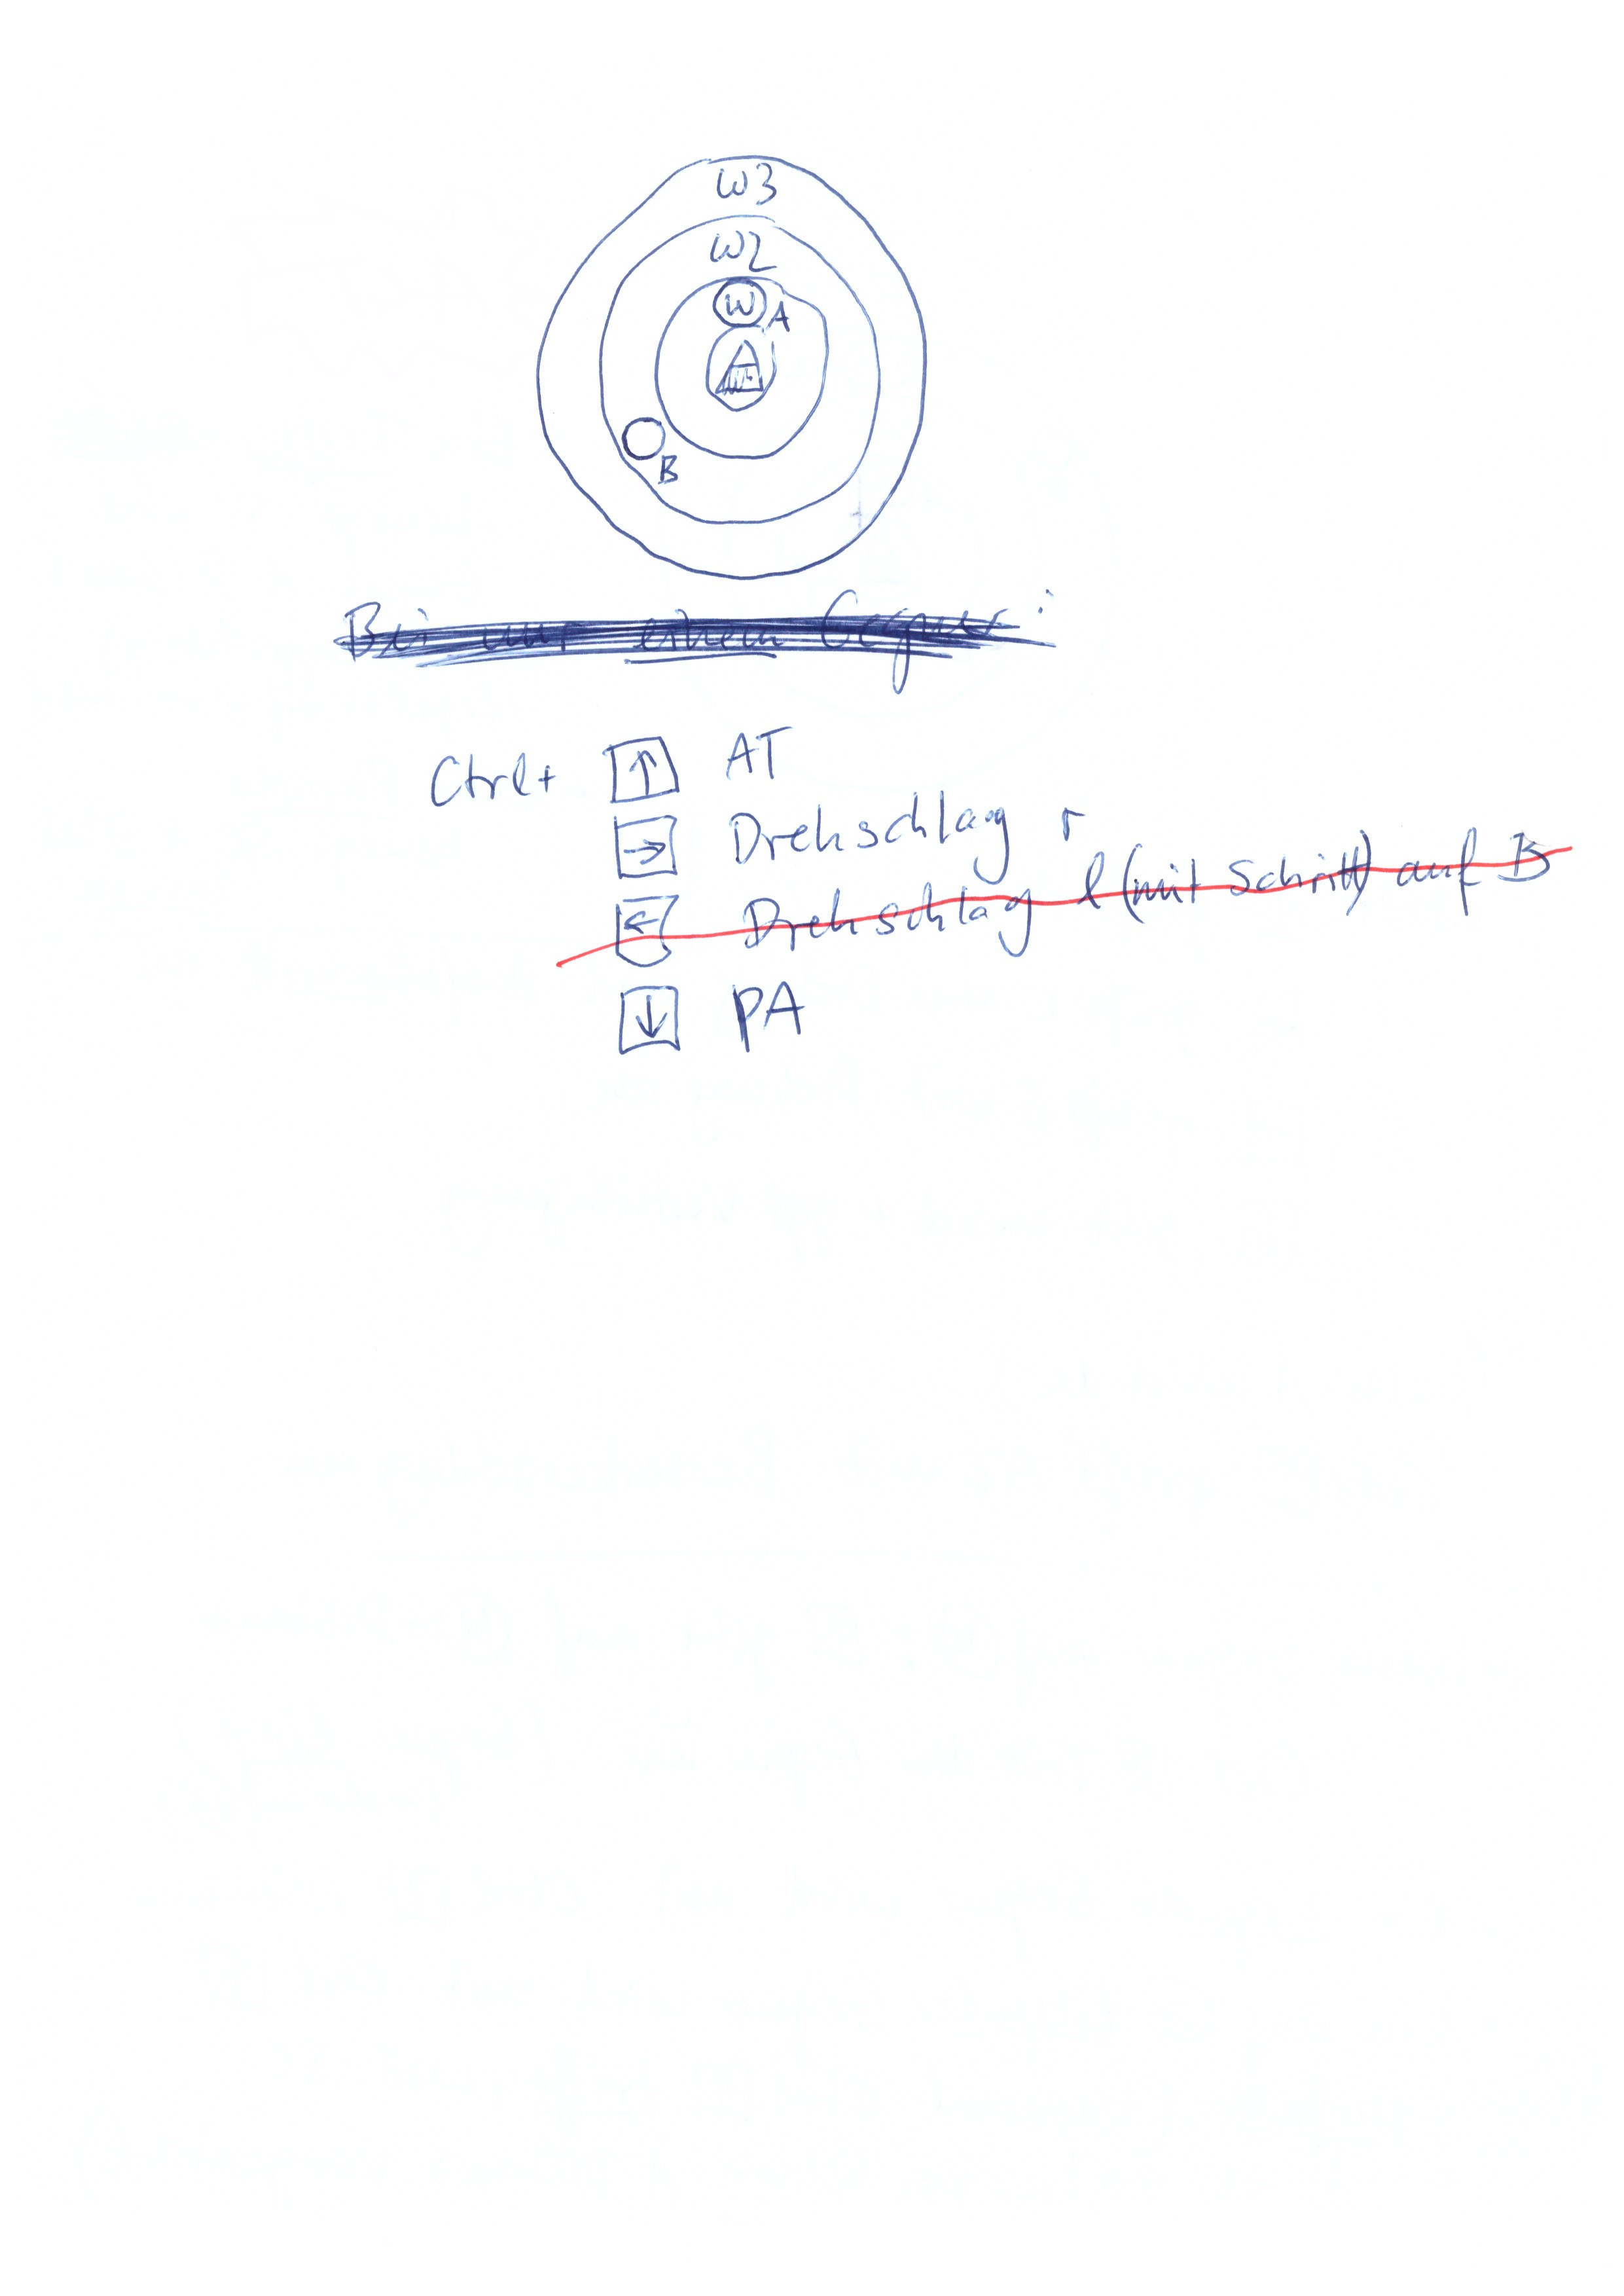 W3
W2
W
A
B
Bei nur einem Gegner:
Ctrl+ ↑ AT
→ Drehschlag r
← Drehschlag l (mit Schritt) auf B
↓ PA